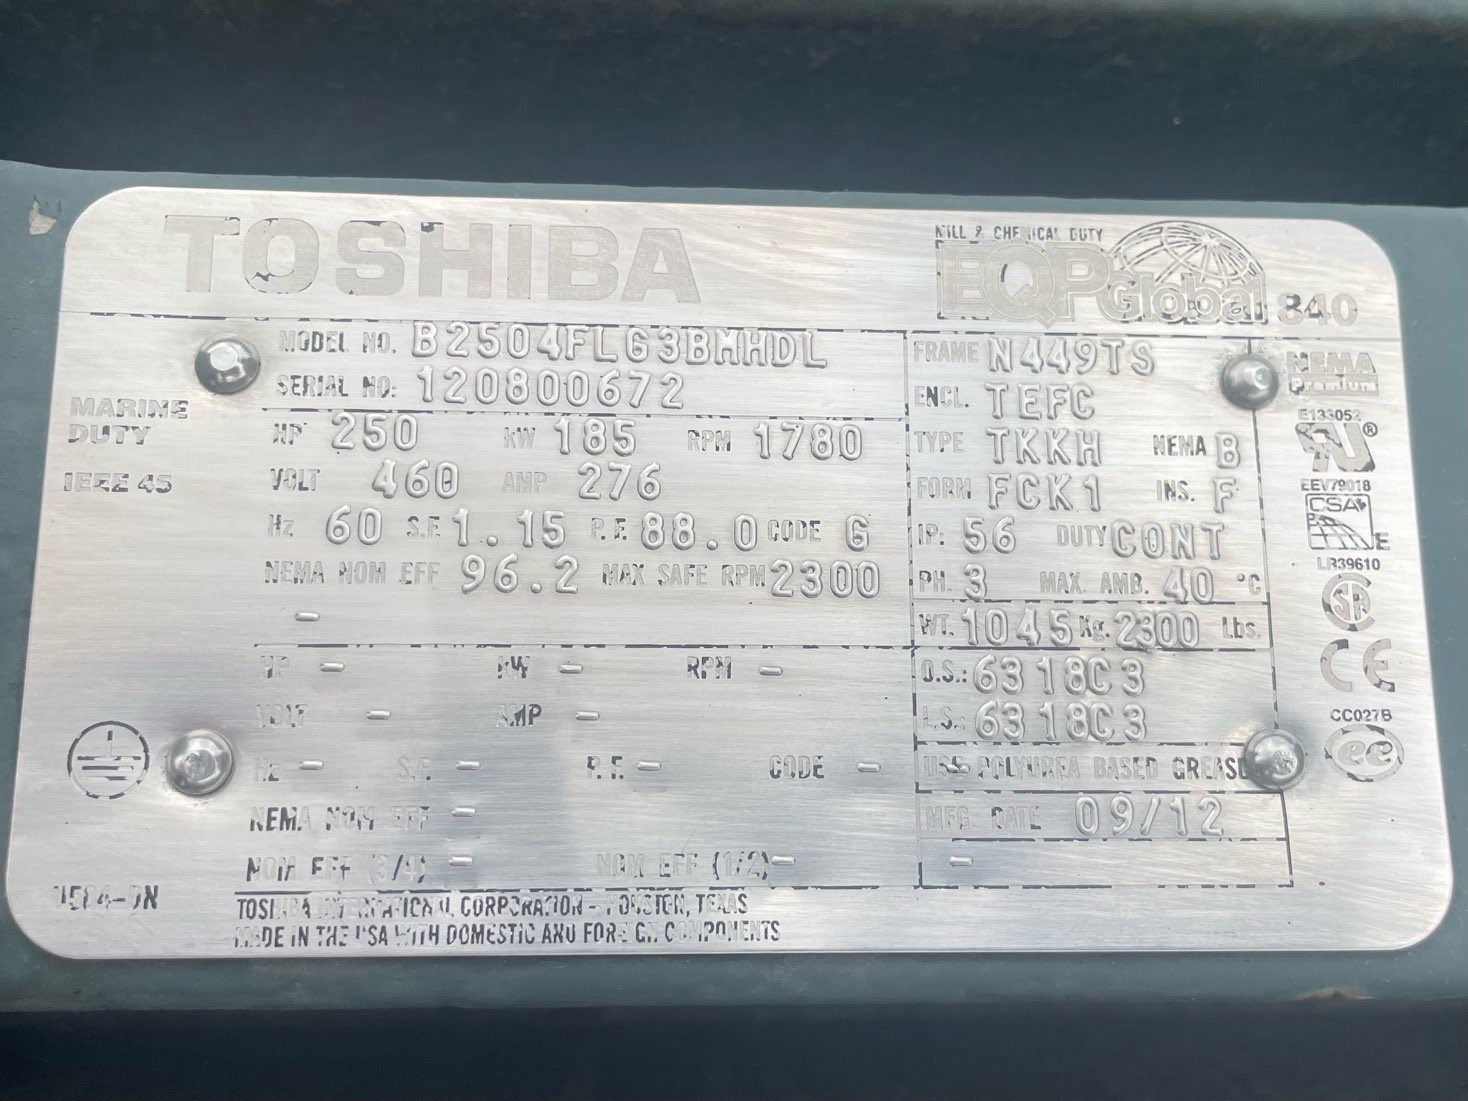 TOSHIBA
MILL & CHEMICAL DUTY
EQP Global 840
MODEL NO. B2504FLG3BMHDL
SERIAL NO: 120800672
MARINE
DUTY
IEEE 45
HP 250 kW 185 RPM 1780
VOLT 460 AMP 276
Hz 60 S.F. 1.15 P.F. 88.0 CODE G
NEMA NOM EFF 96.2 MAX SAFE RPM 2300
-
HP - kW - RPM -
VOLT - AMP -
Hz - S.F. - P.F. - CODE -
NEMA NOM EFF -
NOM EFF (3/4) - NOM EFF (1/2) -
TOSHIBA INTERNATIONAL CORPORATION - HOUSTON, TEXAS
MADE IN THE USA WITH DOMESTIC AND FOREIGN COMPONENTS
FRAME N449TS
ENCL. TEFC
TYPE TKKH NEMA B
FORM FCK1 INS. F
IP: 56 DUTY CONT
PH. 3 MAX. AMB. 40 °C
WT. 1045 Kg. 2300 Lbs.
O.S.: 6318C3
L.S.: 6318C3
USE POLYUREA BASED GREASE
MFG. DATE 09/12
-
NEMA
Premium
E133052
RU®
EEV79018
CSA
E
LR39610
SA
CE
CC027B
ee